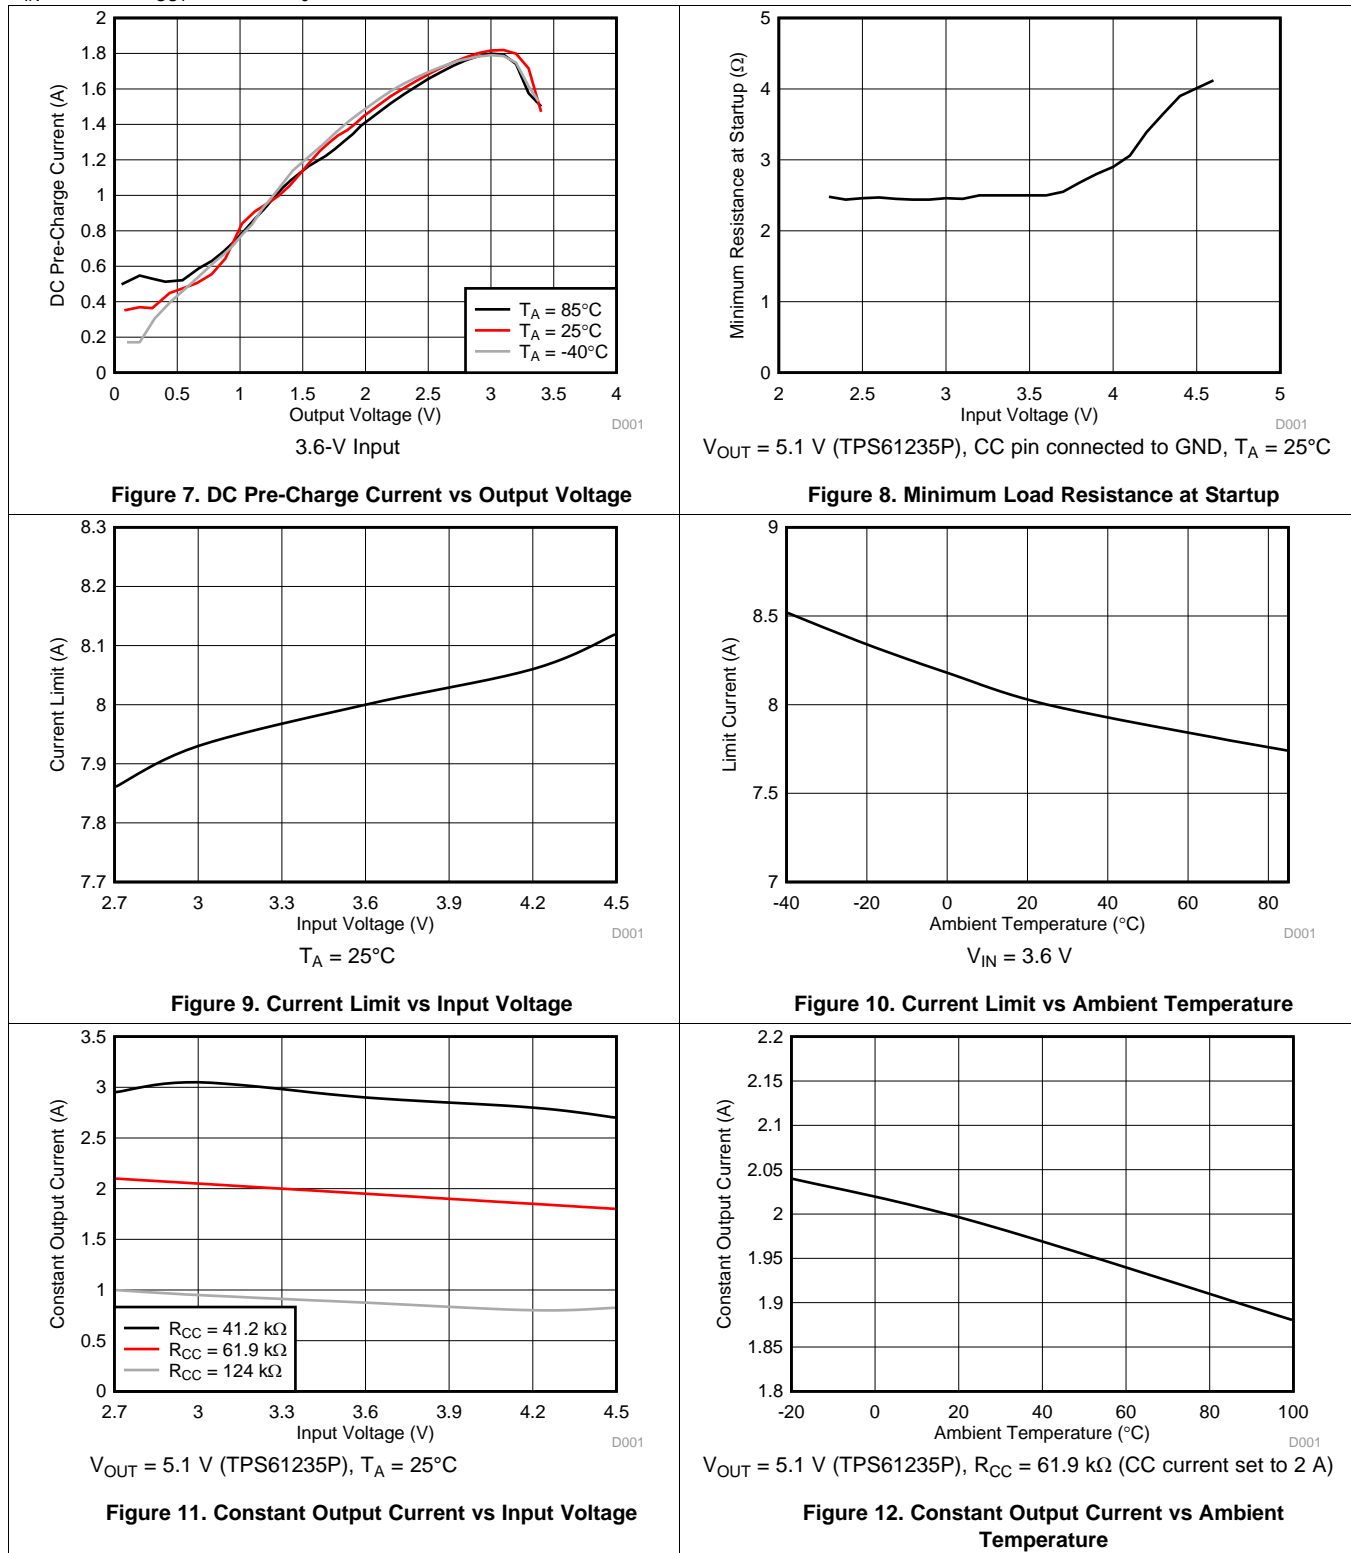 2
1.8
1.6
1.4
1.2
1
0.8
0.6
0.4
0.2
0
DC Pre-Charge Current (A)
0 0.5 1 1.5 2 2.5 3 3.5 4
Output Voltage (V)
D001
TA = 85°C
TA = 25°C
TA = -40°C
3.6-V Input
Figure 7. DC Pre-Charge Current vs Output Voltage
5
4
3
2
1
0
Minimum Resistance at Startup (Ω)
2 2.5 3 3.5 4 4.5 5
Input Voltage (V)
D001
VOUT = 5.1 V (TPS61235P), CC pin connected to GND, TA = 25°C
Figure 8. Minimum Load Resistance at Startup
8.3
8.2
8.1
8
7.9
7.8
7.7
Current Limit (A)
2.7 3 3.3 3.6 3.9 4.2 4.5
Input Voltage (V)
D001
TA = 25°C
Figure 9. Current Limit vs Input Voltage
9
8.5
8
7.5
7
Limit Current (A)
-40 -20 0 20 40 60 80
Ambient Temperature (°C)
D001
VIN = 3.6 V
Figure 10. Current Limit vs Ambient Temperature
3.5
3
2.5
2
1.5
1
0.5
0
Constant Output Current (A)
RCC = 41.2 kΩ
RCC = 61.9 kΩ
RCC = 124 kΩ
2.7 3 3.3 3.6 3.9 4.2 4.5
Input Voltage (V)
D001
VOUT = 5.1 V (TPS61235P), TA = 25°C
Figure 11. Constant Output Current vs Input Voltage
2.2
2.15
2.1
2.05
2
1.95
1.9
1.85
1.8
Constant Output Current (A)
-20 0 20 40 60 80 100
Ambient Temperature (°C)
D001
VOUT = 5.1 V (TPS61235P), RCC = 61.9 kΩ (CC current set to 2 A)
Figure 12. Constant Output Current vs Ambient
Temperature